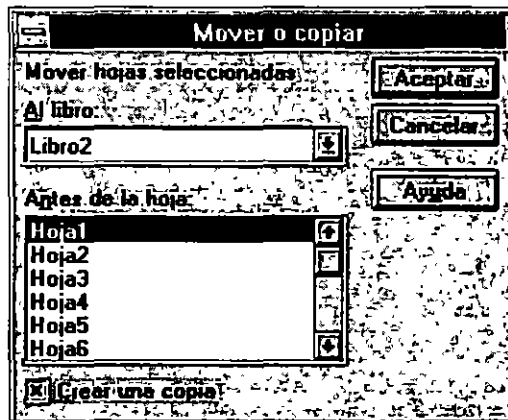 Mover o copiar
Mover hojas seleccionadas
Al libro:
Libro2
Antes de la hoja:
Hoja1
Hoja2
Hoja3
Hoja4
Hoja5
Hoja6
Crear una copia
Aceptar
Cancelar
Ayuda